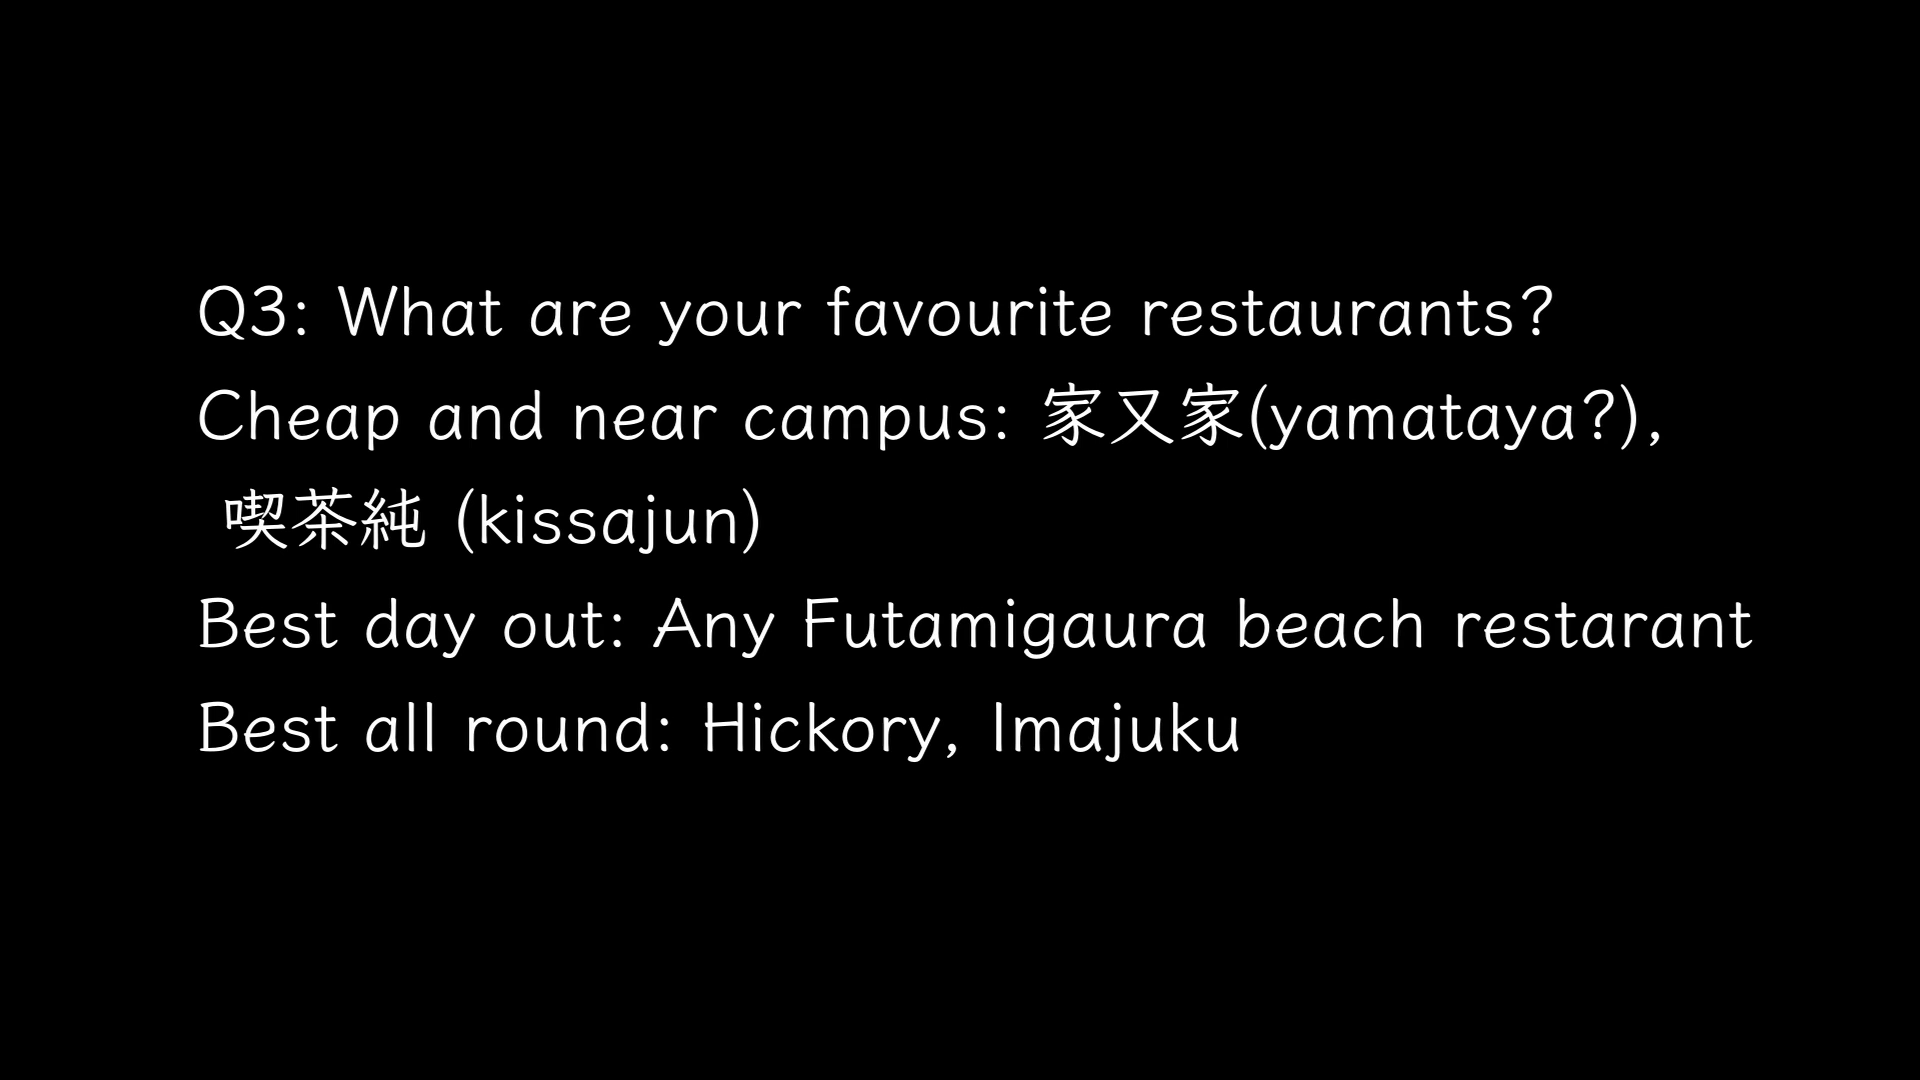 Q3: What are your favourite restaurants?
Cheap and near campus: 家又家(yamataya?),
喫茶純 (kissajun)
Best day out: Any Futamigaura beach restarant
Best all round: Hickory, Imajuku